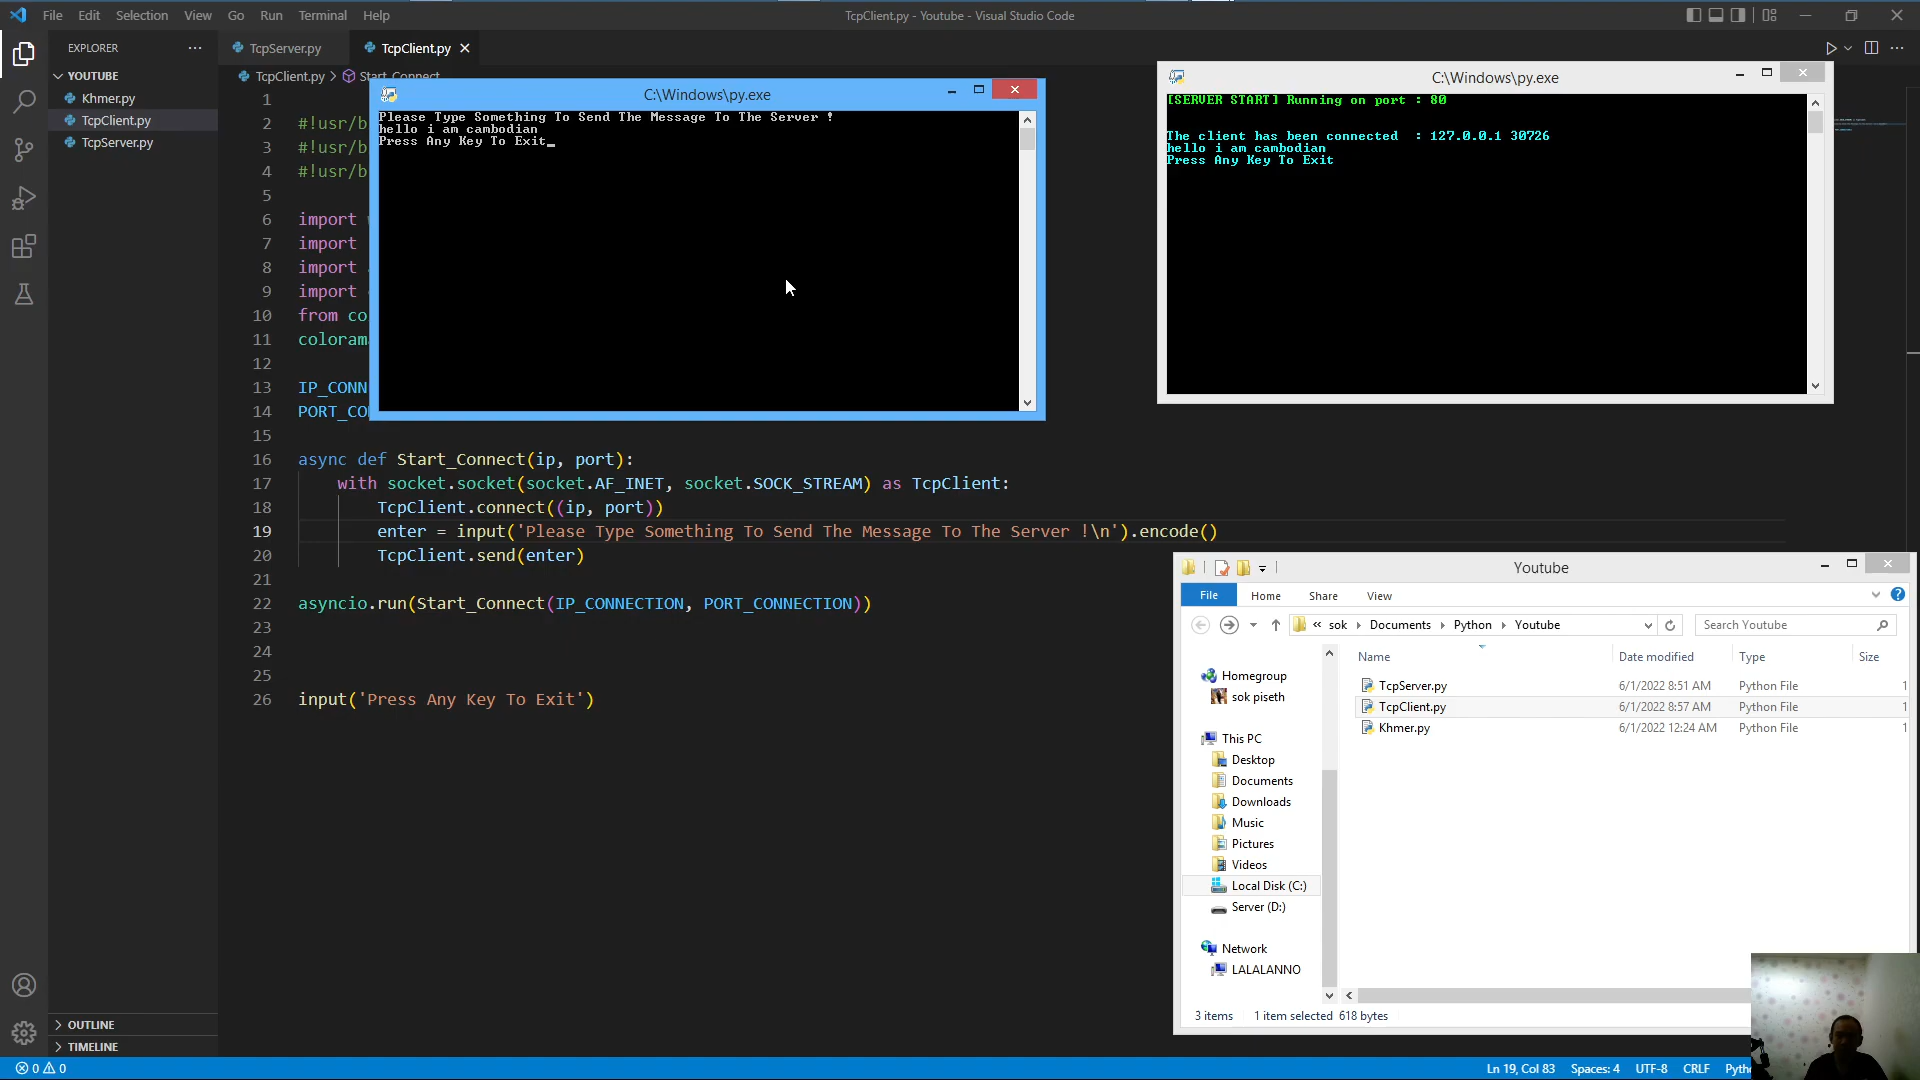 File Edit Selection View Go Run Terminal Help
TcpClient.py - Youtube - Visual Studio Code
EXPLORER
YOUTUBE
Khmer.py
TcpClient.py
TcpServer.py
OUTLINE
TIMELINE
TcpServer.py
TcpClient.py
TcpClient.py > Start_Connect
1
2 #!usr/b
3 #!usr/b
4 #!usr/b
5
6 import
7 import
8 import
9 import
10 from co
11 coloram
12
13 IP_CONN
14 PORT_CO
15
16 async def Start_Connect(ip, port):
17 with socket.socket(socket.AF_INET, socket.SOCK_STREAM) as TcpClient:
18 TcpClient.connect((ip, port))
19 enter = input('Please Type Something To Send The Message To The Server !\n').encode()
20 TcpClient.send(enter)
21
22 asyncio.run(Start_Connect(IP_CONNECTION, PORT_CONNECTION))
23
24
25
26 input('Press Any Key To Exit')
C:\Windows\py.exe
Please Type Something To Send The Message To The Server !
hello i am cambodian
Press Any Key To Exit_
C:\Windows\py.exe
[SERVER START] Running on port : 80
The client has been connected : 127.0.0.1 30726
hello i am cambodian
Press Any Key To Exit
Youtube
File Home Share View
« sok Documents Python Youtube
Search Youtube
Name Date modified Type Size
TcpServer.py 6/1/2022 8:51 AM Python File 1
TcpClient.py 6/1/2022 8:57 AM Python File 1
Khmer.py 6/1/2022 12:24 AM Python File 1
Homegroup
sok piseth
This PC
Desktop
Documents
Downloads
Music
Pictures
Videos
Local Disk (C:)
Server (D:)
Network
LALALANNO
3 items 1 item selected 618 bytes
0 0
Ln 19, Col 83 Spaces: 4 UTF-8 CRLF Pytho